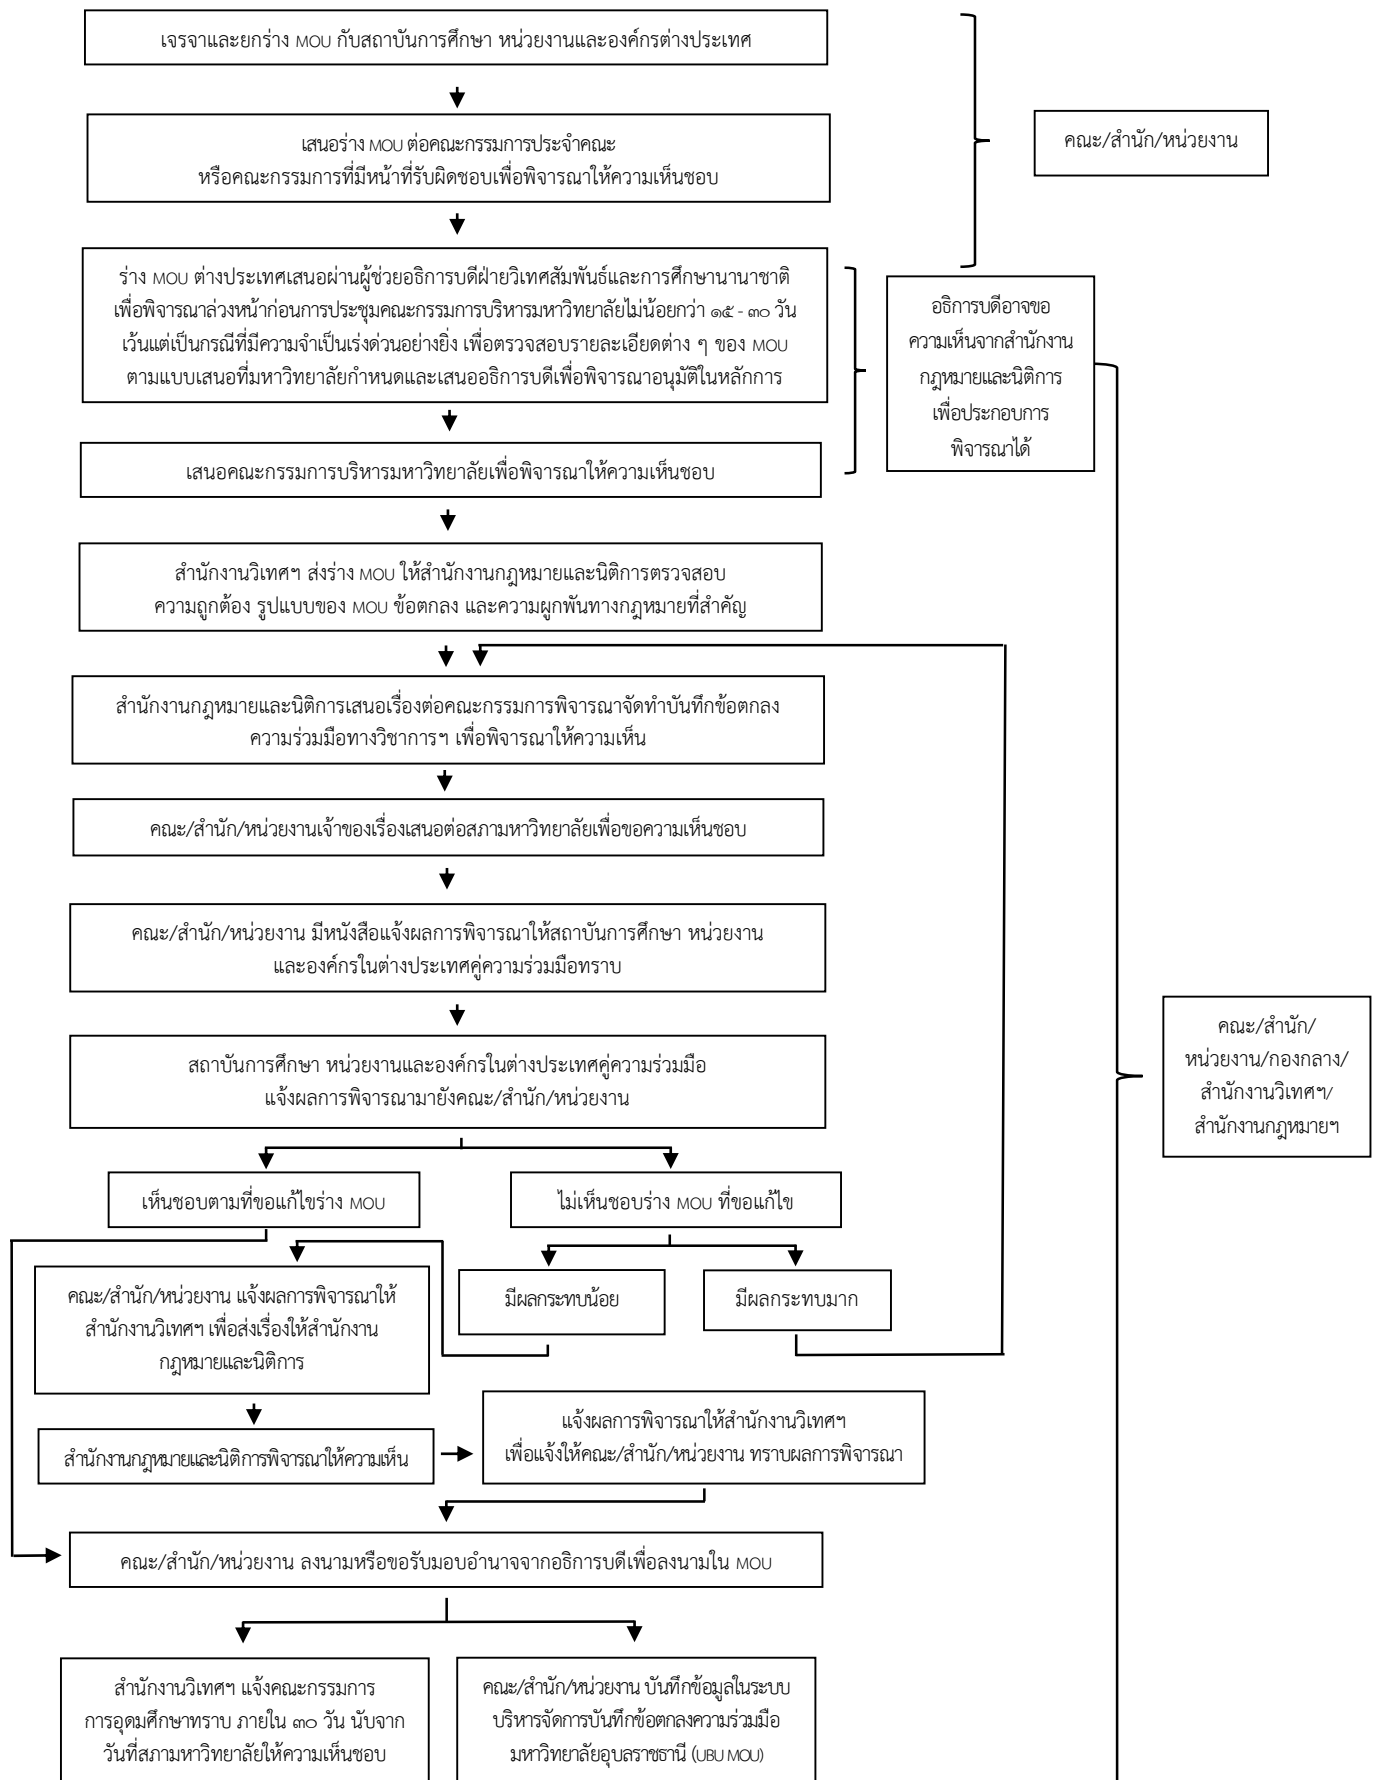 เจรจาและยกร่าง MOU กับสถาบันการศึกษา หน่วยงานและองค์กรต่างประเทศ
เสนอร่าง MOU ต่อคณะกรรมการประจำคณะ
หรือคณะกรรมการที่มีหน้าที่รับผิดชอบเพื่อพิจารณาให้ความเห็นชอบ
คณะ/สำนัก/หน่วยงาน
ร่าง MOU ต่างประเทศเสนอผ่านผู้ช่วยอธิการบดีฝ่ายวิเทศสัมพันธ์และการศึกษานานาชาติ
เพื่อพิจารณาล่วงหน้าก่อนการประชุมคณะกรรมการบริหารมหาวิทยาลัยไม่น้อยกว่า ๑๕ - ๓๐ วัน
เว้นแต่เป็นกรณีที่มีความจำเป็นเร่งด่วนอย่างยิ่ง เพื่อตรวจสอบรายละเอียดต่าง ๆ ของ MOU
ตามแบบเสนอที่มหาวิทยาลัยกำหนดและเสนออธิการบดีเพื่อพิจารณาอนุมัติในหลักการ
อธิการบดีอาจขอ
ความเห็นจากสำนักงาน
กฎหมายและนิติการ
เพื่อประกอบการ
พิจารณาได้
เสนอคณะกรรมการบริหารมหาวิทยาลัยเพื่อพิจารณาให้ความเห็นชอบ
สำนักงานวิเทศฯ ส่งร่าง MOU ให้สำนักงานกฎหมายและนิติการตรวจสอบ
ความถูกต้อง รูปแบบของ MOU ข้อตกลง และความผูกพันทางกฎหมายที่สำคัญ
สำนักงานกฎหมายและนิติการเสนอเรื่องต่อคณะกรรมการพิจารณาจัดทำบันทึกข้อตกลง
ความร่วมมือทางวิชาการฯ เพื่อพิจารณาให้ความเห็น
คณะ/สำนัก/หน่วยงานเจ้าของเรื่องเสนอต่อสภามหาวิทยาลัยเพื่อขอความเห็นชอบ
คณะ/สำนัก/หน่วยงาน มีหนังสือแจ้งผลการพิจารณาให้สถาบันการศึกษา หน่วยงาน
และองค์กรในต่างประเทศคู่ความร่วมมือทราบ
สถาบันการศึกษา หน่วยงานและองค์กรในต่างประเทศคู่ความร่วมมือ
แจ้งผลการพิจารณามายังคณะ/สำนัก/หน่วยงาน
คณะ/สำนัก/
หน่วยงาน/กองกลาง/
สำนักงานวิเทศฯ/
สำนักงานกฎหมายฯ
เห็นชอบตามที่ขอแก้ไขร่าง MOU
ไม่เห็นชอบร่าง MOU ที่ขอแก้ไข
มีผลกระทบน้อย
มีผลกระทบมาก
คณะ/สำนัก/หน่วยงาน แจ้งผลการพิจารณาให้
สำนักงานวิเทศฯ เพื่อส่งเรื่องให้สำนักงาน
กฎหมายและนิติการ
สำนักงานกฎหมายและนิติการพิจารณาให้ความเห็น
แจ้งผลการพิจารณาให้สำนักงานวิเทศฯ
เพื่อแจ้งให้คณะ/สำนัก/หน่วยงาน ทราบผลการพิจารณา
คณะ/สำนัก/หน่วยงาน ลงนามหรือขอรับมอบอำนาจจากอธิการบดีเพื่อลงนามใน MOU
สำนักงานวิเทศฯ แจ้งคณะกรรมการ
การอุดมศึกษาทราบ ภายใน ๓๐ วัน นับจาก
วันที่สภามหาวิทยาลัยให้ความเห็นชอบ
คณะ/สำนัก/หน่วยงาน บันทึกข้อมูลในระบบ
บริหารจัดการบันทึกข้อตกลงความร่วมมือ
มหาวิทยาลัยอุบลราชธานี (UBU MOU)